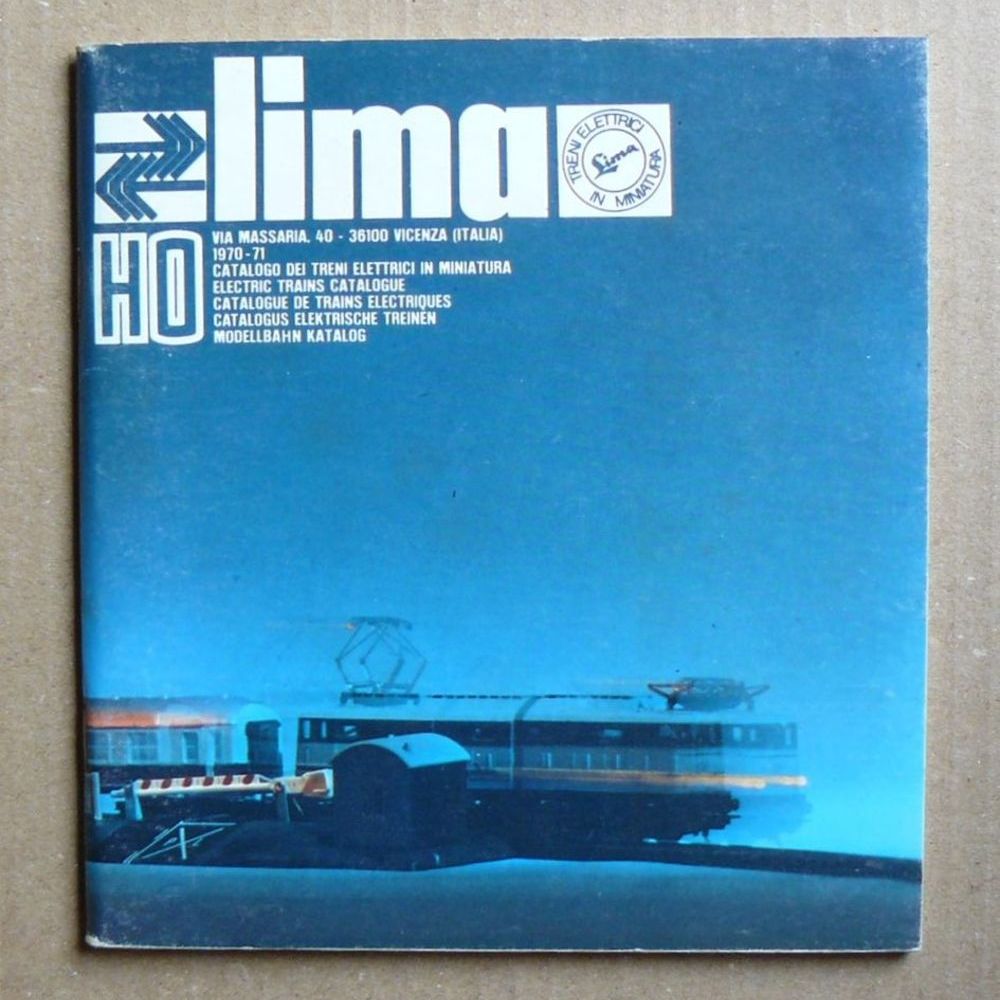 lima
TRENI ELETTRICI
Lima
IN MINIATURA
HO
VIA MASSARIA, 40 - 36100 VICENZA (ITALIA)
1970-71
CATALOGO DEI TRENI ELETTRICI IN MINIATURA
ELECTRIC TRAINS CATALOGUE
CATALOGUE DE TRAINS ELECTRIQUES
CATALOGUS ELEKTRISCHE TREINEN
MODELLBAHN KATALOG